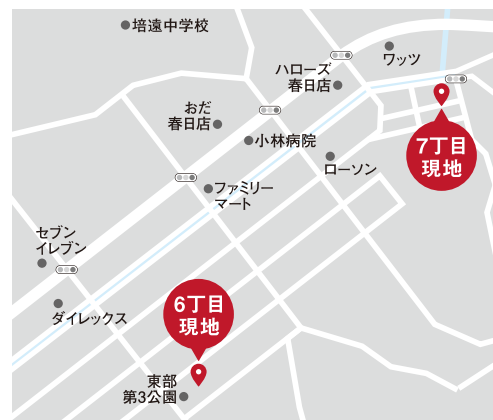 培遠中学校
ワッツ
ハローズ
春日店
おだ
春日店
小林病院
ローソン
7丁目
現地
ファミリー
マート
セブン
イレブン
ダイレックス
6丁目
現地
東部
第3公園